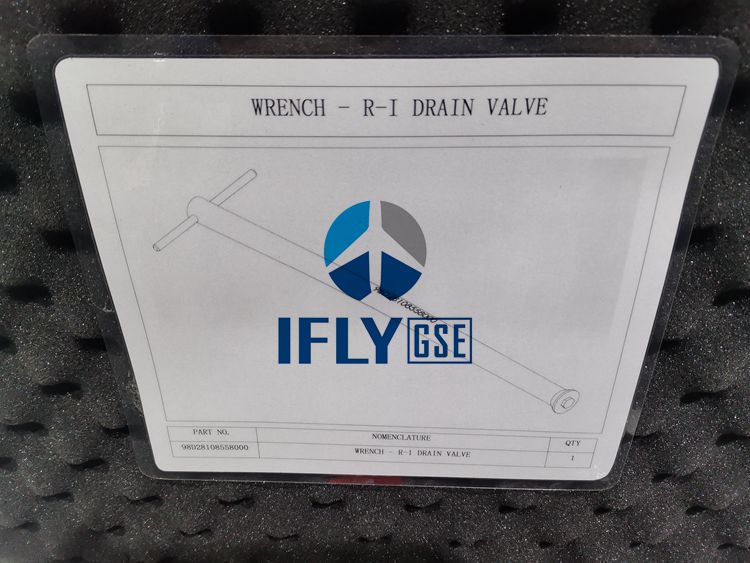 WRENCH - R-I DRAIN VALVE
IFLY GSE
PART NO.
NOMENCLATURE
QTY
98D28108558000
WRENCH - R-I DRAIN VALVE
1